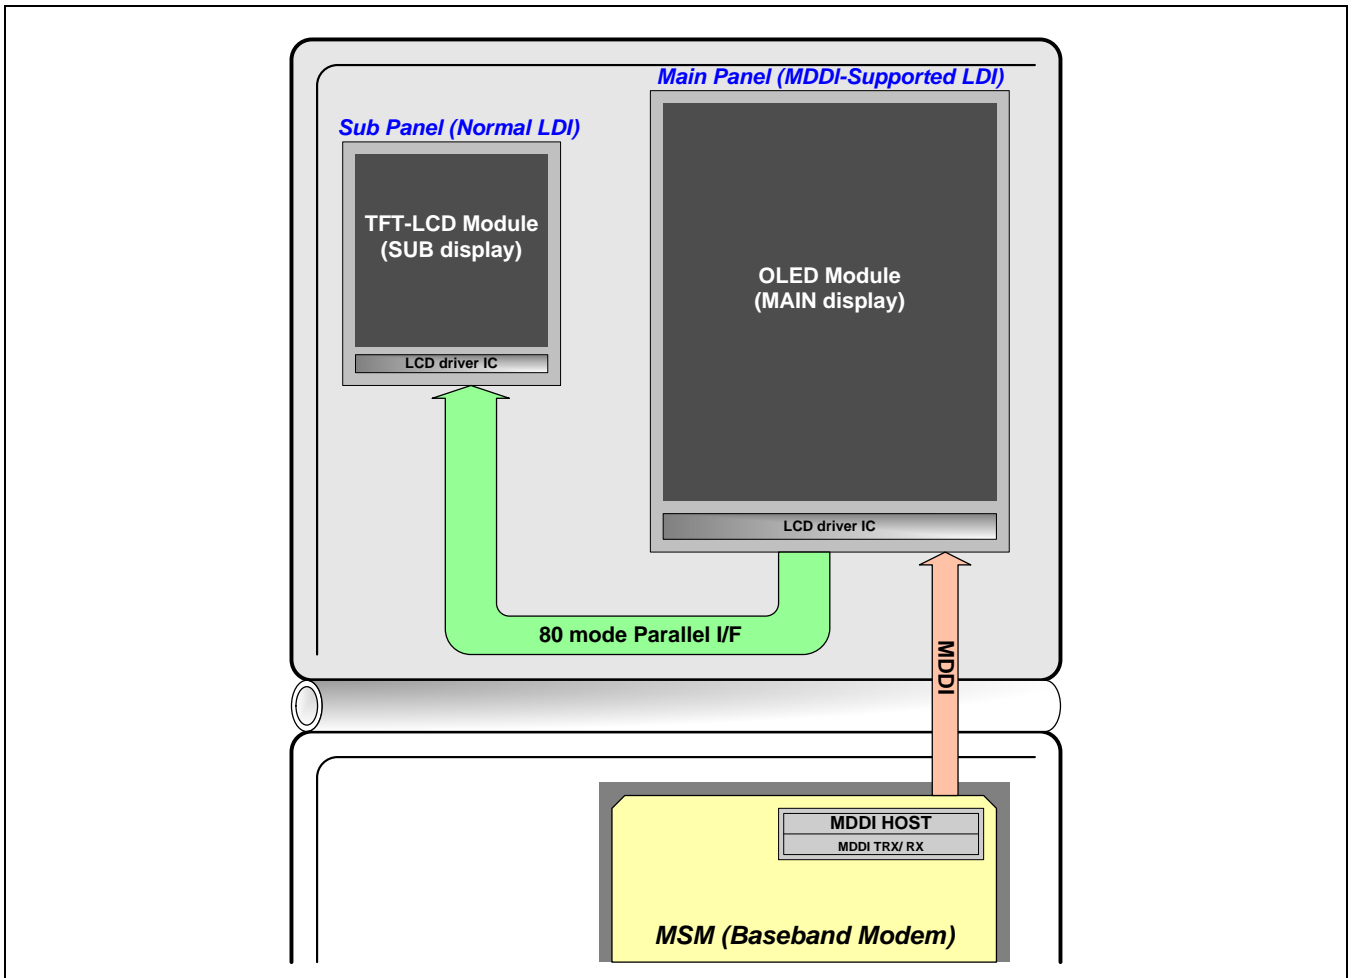 Main Panel (MDDI-Supported LDI)
Sub Panel (Normal LDI)
TFT-LCD Module
(SUB display)
OLED Module
(MAIN display)
LCD driver IC
LCD driver IC
80 mode Parallel I/F
MDDI
MDDI HOST
MDDI TRX/ RX
MSM (Baseband Modem)